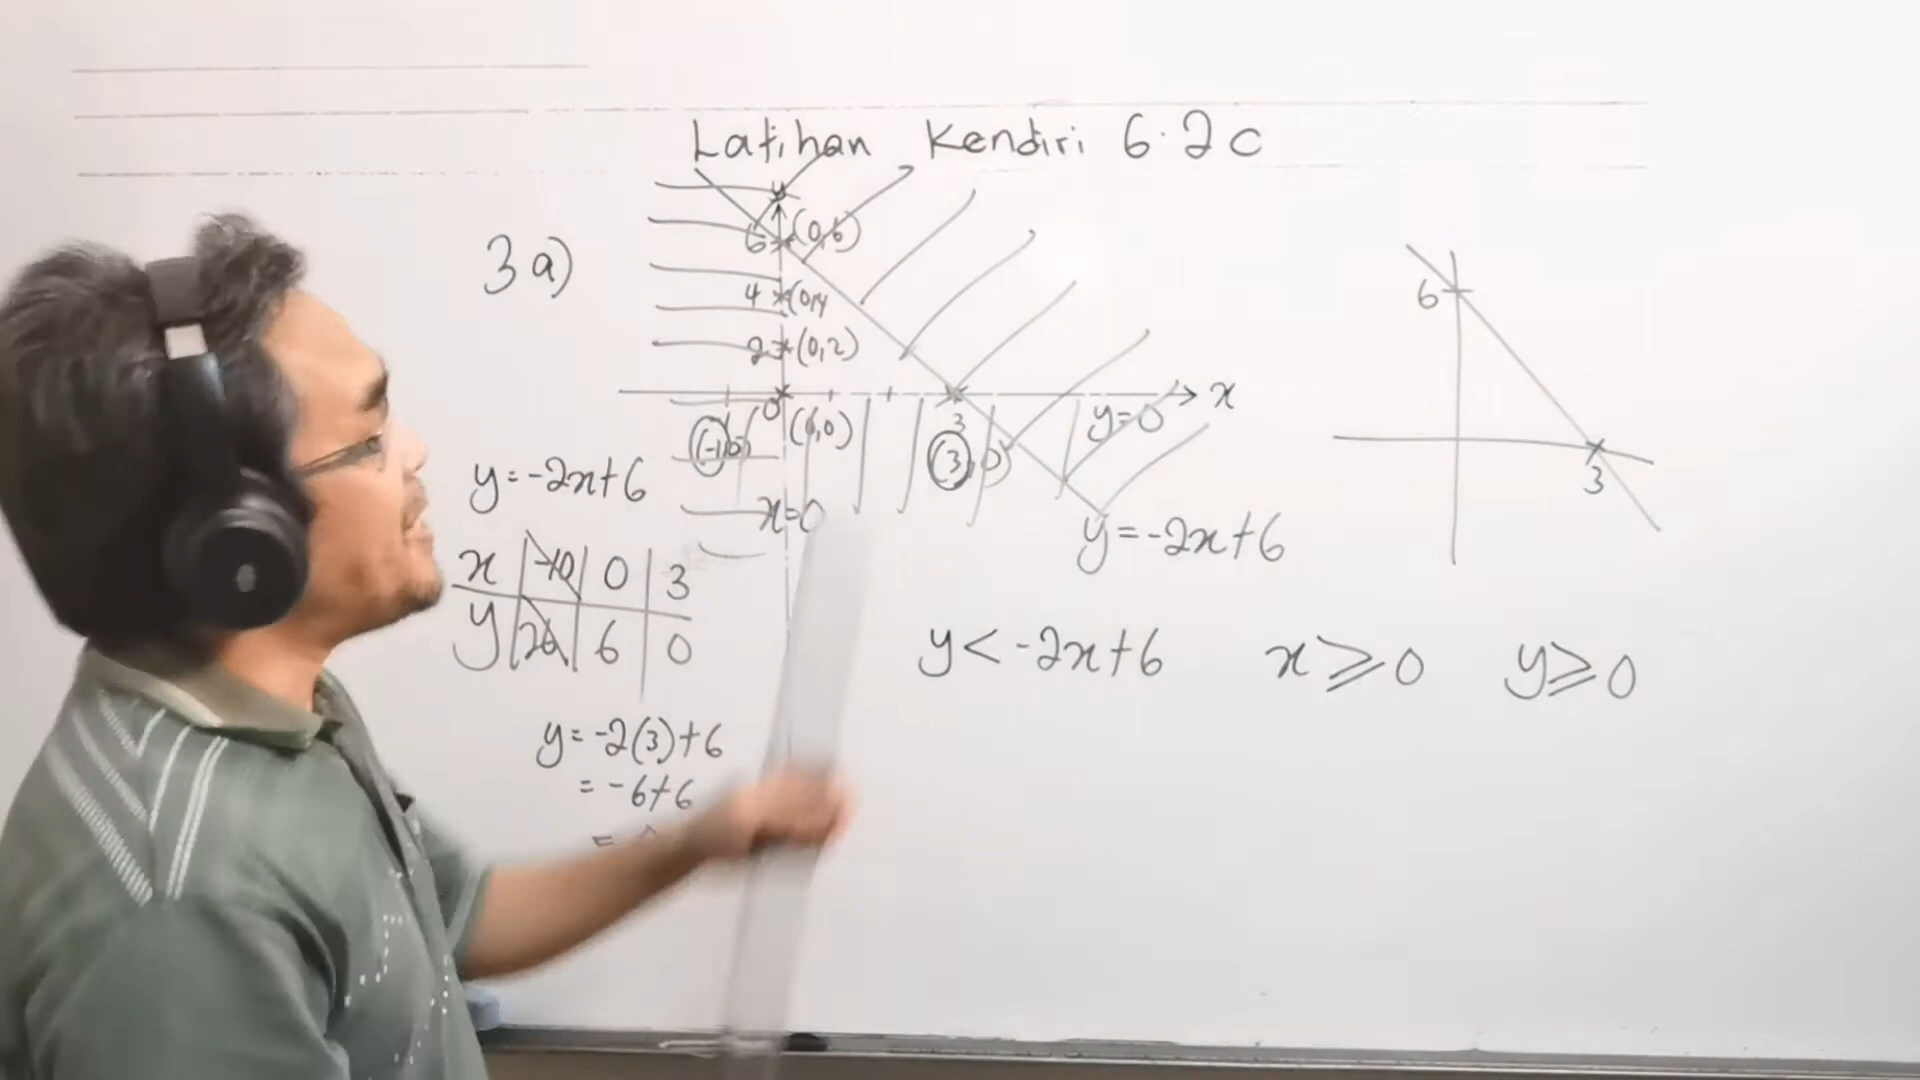 Latihan Kendiri 6.2c
3a)
y
6 (0,6)
4 (0,4
2 (0,2)
0 3 x
(0,0) (3,0) y=0
x=0
y=-2x+6
y=-2x+6
x -10 0 3
y 26 6 0
y=-2(3)+6
=-6+6
=
y<-2x+6 x⩾0 y⩾0
6
3